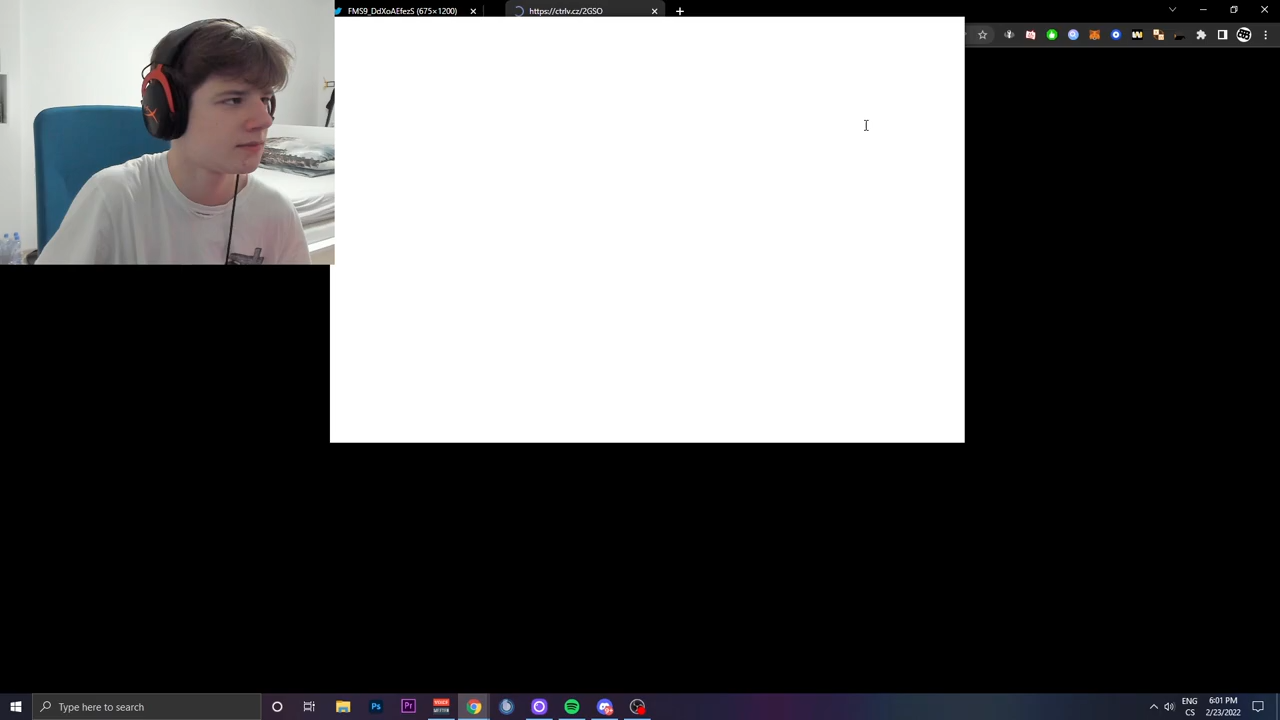 FMS9_DdXoAEfezS (675×1200)
https://ctrlv.cz/2GSO
Type here to search
ENG
CS
6:01 PM
2/23/2022